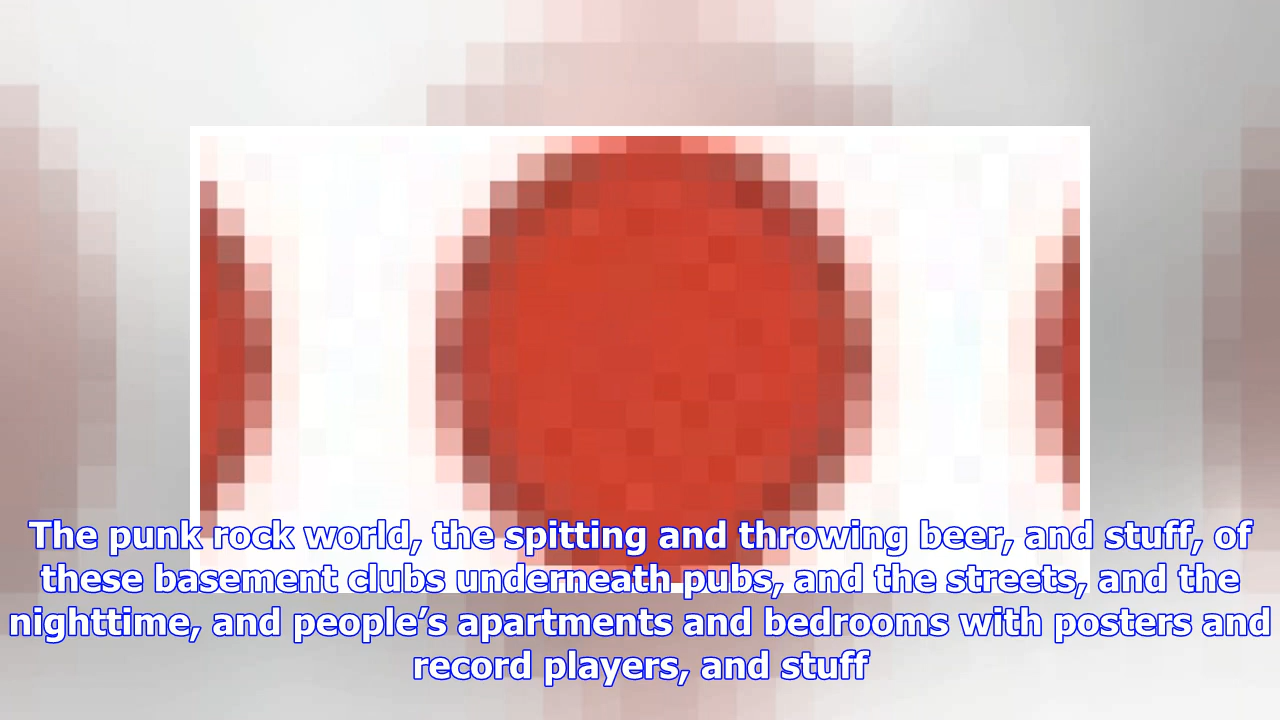 The punk rock world, the spitting and throwing beer, and stuff, of
these basement clubs underneath pubs, and the streets, and the
nighttime, and people’s apartments and bedrooms with posters and
record players, and stuff